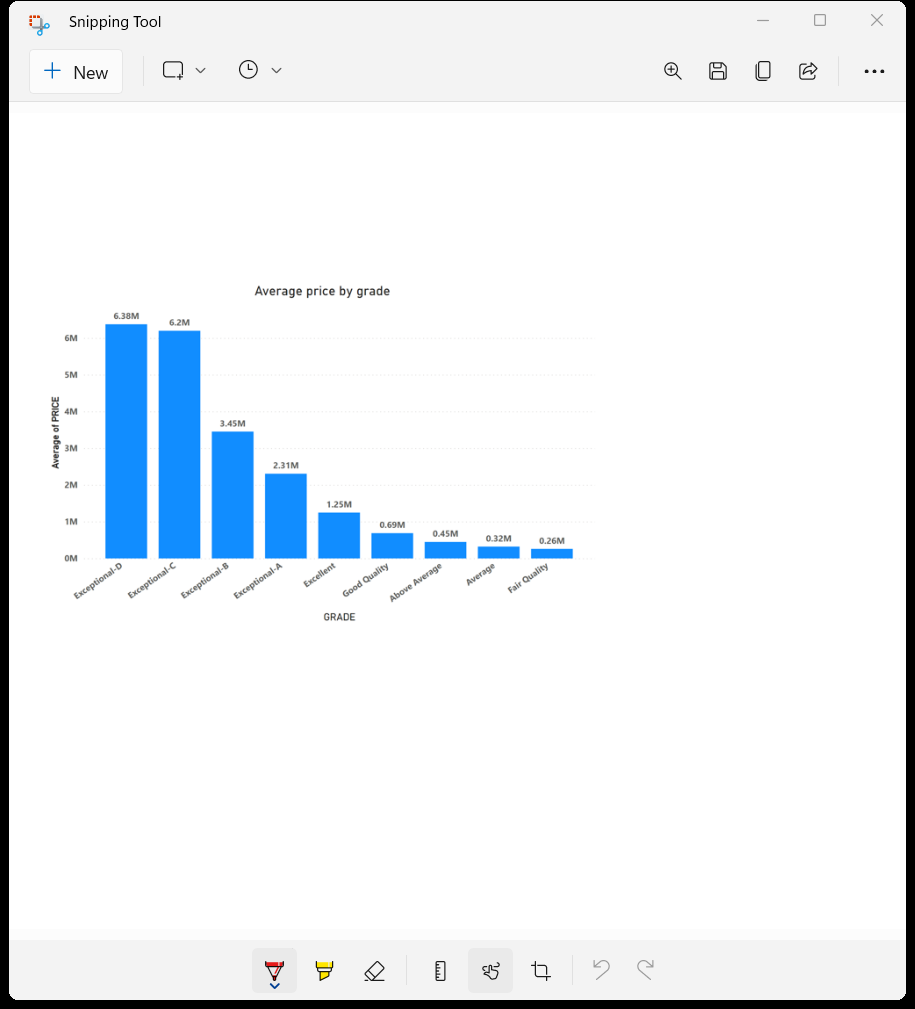 Snipping Tool
New
Average price by grade
6.38M
6.2M
3.45M
2.31M
1.25M
0.69M
0.45M
0.32M
0.26M
6M
5M
4M
3M
2M
1M
0M
Average of PRICE
Exceptional-D
Exceptional-C
Exceptional-B
Exceptional-A
Excellent
Good Quality
Above Average
Average
Fair Quality
GRADE